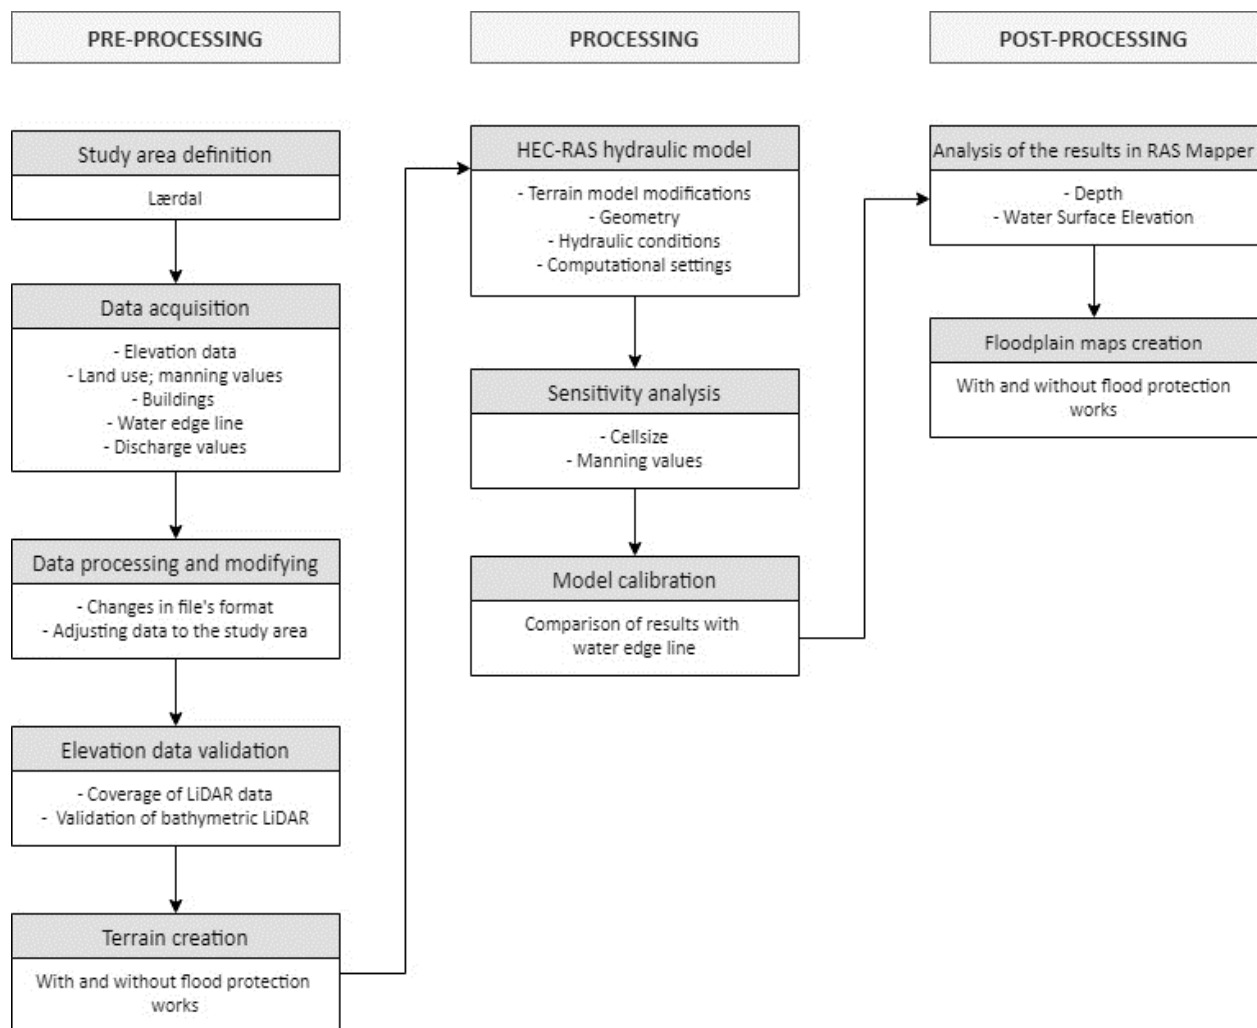 PRE-PROCESSING
Study area definition
Lærdal
Data acquisition
- Elevation data
- Land use; manning values
- Buildings
- Water edge line
- Discharge values
Data processing and modifying
- Changes in file's format
- Adjusting data to the study area
Elevation data validation
- Coverage of LiDAR data
- Validation of bathymetric LiDAR
Terrain creation
With and without flood protection
works
PROCESSING
HEC-RAS hydraulic model
- Terrain model modifications
- Geometry
- Hydraulic conditions
- Computational settings
Sensitivity analysis
- Cellsize
- Manning values
Model calibration
Comparison of results with
water edge line
POST-PROCESSING
Analysis of the results in RAS Mapper
- Depth
- Water Surface Elevation
Floodplain maps creation
With and without flood protection
works